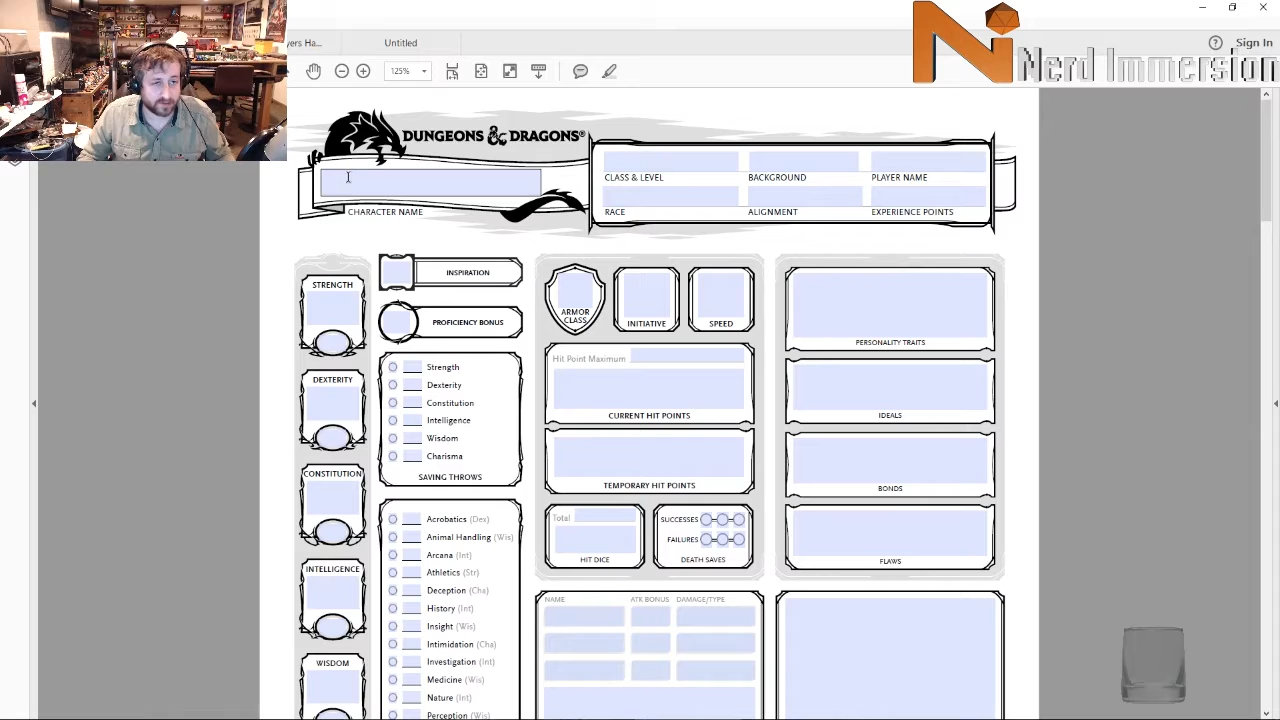 yers Ha...
Untitled
Sign In
125%
Nerd Immersion
DUNGEONS & DRAGONS®
CLASS & LEVEL
BACKGROUND
PLAYER NAME
CHARACTER NAME
RACE
ALIGNMENT
EXPERIENCE POINTS
STRENGTH
DEXTERITY
CONSTITUTION
INTELLIGENCE
WISDOM
INSPIRATION
PROFICIENCY BONUS
Strength
Dexterity
Constitution
Intelligence
Wisdom
Charisma
SAVING THROWS
Acrobatics (Dex)
Animal Handling (Wis)
Arcana (Int)
Athletics (Str)
Deception (Cha)
History (Int)
Insight (Wis)
Intimidation (Cha)
Investigation (Int)
Medicine (Wis)
Nature (Int)
Perception (Wis)
ARMOR
CLASS
INITIATIVE
SPEED
Hit Point Maximum
CURRENT HIT POINTS
TEMPORARY HIT POINTS
Total
HIT DICE
SUCCESSES
FAILURES
DEATH SAVES
NAME
ATK BONUS
DAMAGE/TYPE
PERSONALITY TRAITS
IDEALS
BONDS
FLAWS